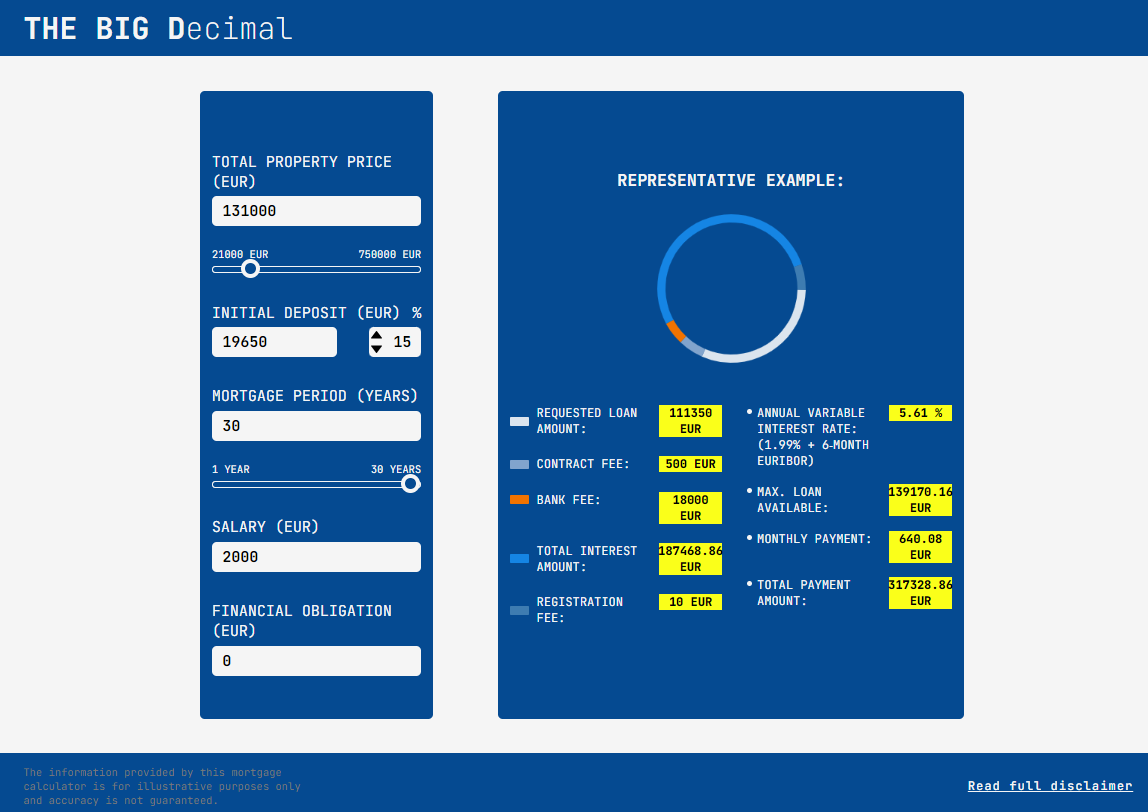 THE BIG Decimal
TOTAL PROPERTY PRICE
(EUR)
131000
21000 EUR 750000 EUR
INITIAL DEPOSIT (EUR) %
19650 15
MORTGAGE PERIOD (YEARS)
30
1 YEAR 30 YEARS
SALARY (EUR)
2000
FINANCIAL OBLIGATION
(EUR)
0
REPRESENTATIVE EXAMPLE:
REQUESTED LOAN
AMOUNT:
111350
EUR
CONTRACT FEE:
500 EUR
BANK FEE:
18000
EUR
TOTAL INTEREST
AMOUNT:
187468.86
EUR
REGISTRATION
FEE:
10 EUR
• ANNUAL VARIABLE
INTEREST RATE:
(1.99% + 6-MONTH
EURIBOR)
5.61 %
• MAX. LOAN
AVAILABLE:
139170.16
EUR
• MONTHLY PAYMENT:
640.08
EUR
• TOTAL PAYMENT
AMOUNT:
317328.86
EUR
The information provided by this mortgage
calculator is for illustrative purposes only
and accuracy is not guaranteed.
Read full disclaimer